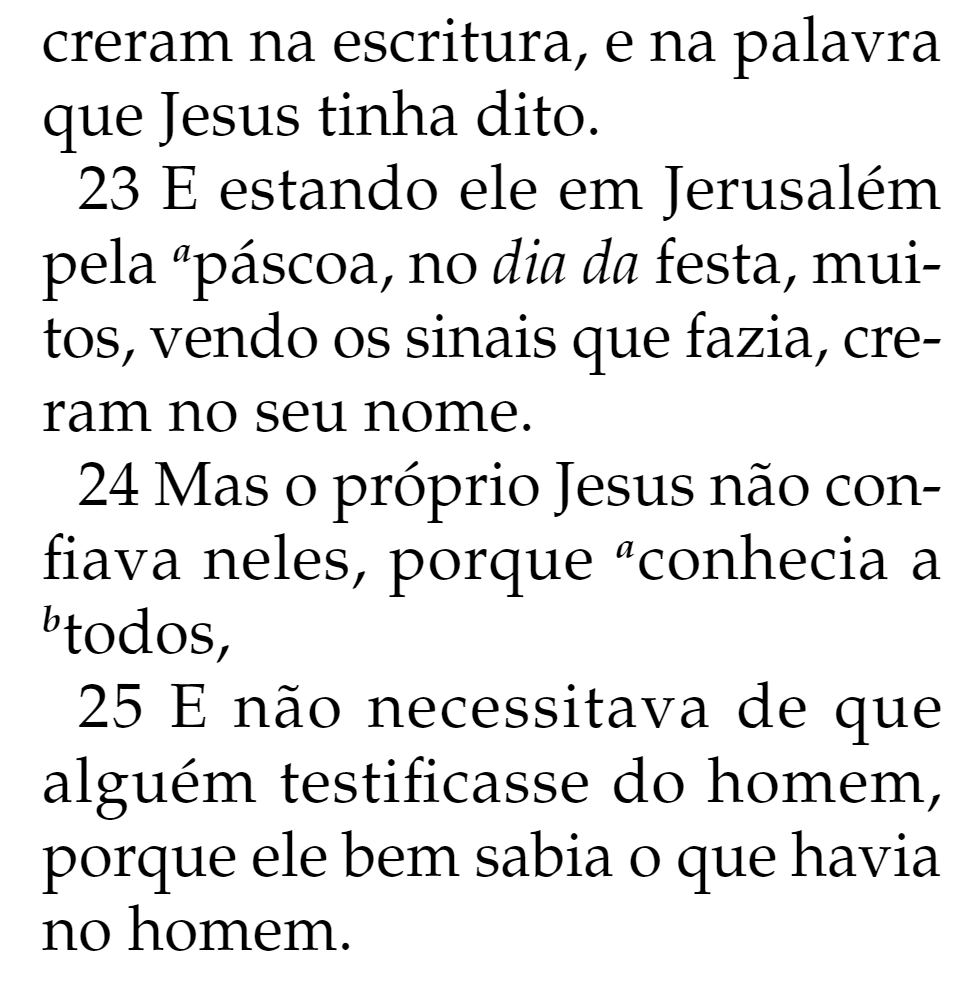 creram na escritura, e na palavra
que Jesus tinha dito.
23 E estando ele em Jerusalém
pela ᵃpáscoa, no dia da festa, mui-
tos, vendo os sinais que fazia, cre-
ram no seu nome.
24 Mas o próprio Jesus não con-
fiava neles, porque ᵃconhecia a
ᵇtodos,
25 E não necessitava de que
alguém testificasse do homem,
porque ele bem sabia o que havia
no homem.